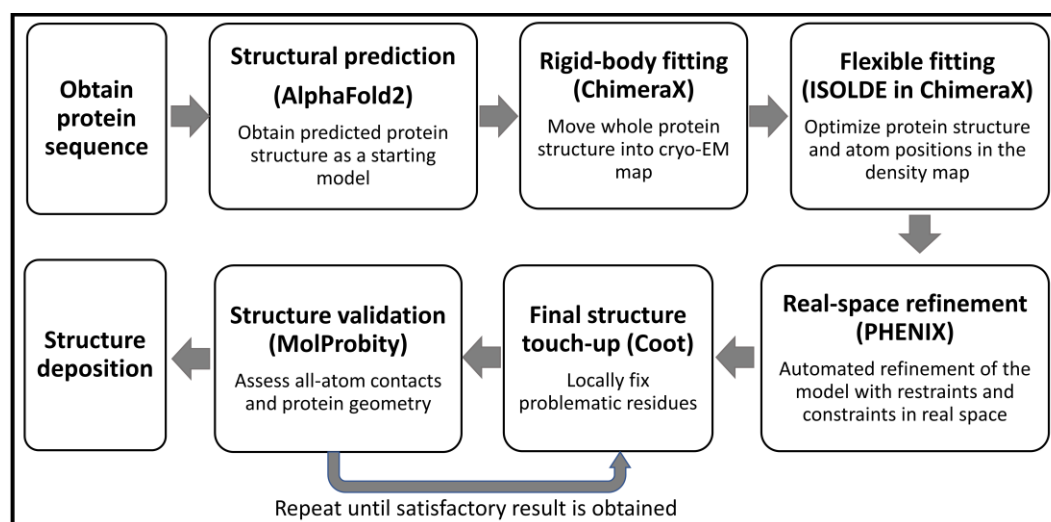 Obtain
protein
sequence
Structural prediction
(AlphaFold2)
Obtain predicted protein
structure as a starting
model
Rigid-body fitting
(ChimeraX)
Move whole protein
structure into cryo-EM
map
Flexible fitting
(ISOLDE in ChimeraX)
Optimize protein structure
and atom positions in the
density map
Real-space refinement
(PHENIX)
Automated refinement of the
model with restraints and
constraints in real space
Final structure
touch-up (Coot)
Locally fix
problematic residues
Structure validation
(MolProbity)
Assess all-atom contacts
and protein geometry
Structure
deposition
Repeat until satisfactory result is obtained